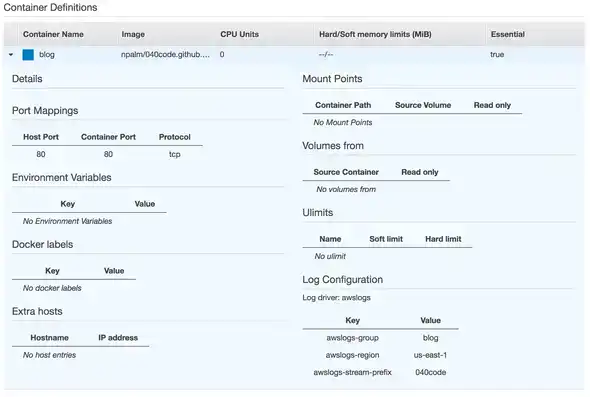 Container Definitions
Container Name Image CPU Units Hard/Soft memory limits (MiB) Essential
blog npalm/040code.github.... 0 --/-- true
Details
Port Mappings
Host Port Container Port Protocol
80 80 tcp
Environment Variables
Key Value
No Environment Variables
Docker labels
Key Value
No docker labels
Extra hosts
Hostname IP address
No host entries
Mount Points
Container Path Source Volume Read only
No Mount Points
Volumes from
Source Container Read only
No volumes from
Ulimits
Name Soft limit Hard limit
No ulimit
Log Configuration
Log driver: awslogs
Key Value
awslogs-group blog
awslogs-region us-east-1
awslogs-stream-prefix 040code